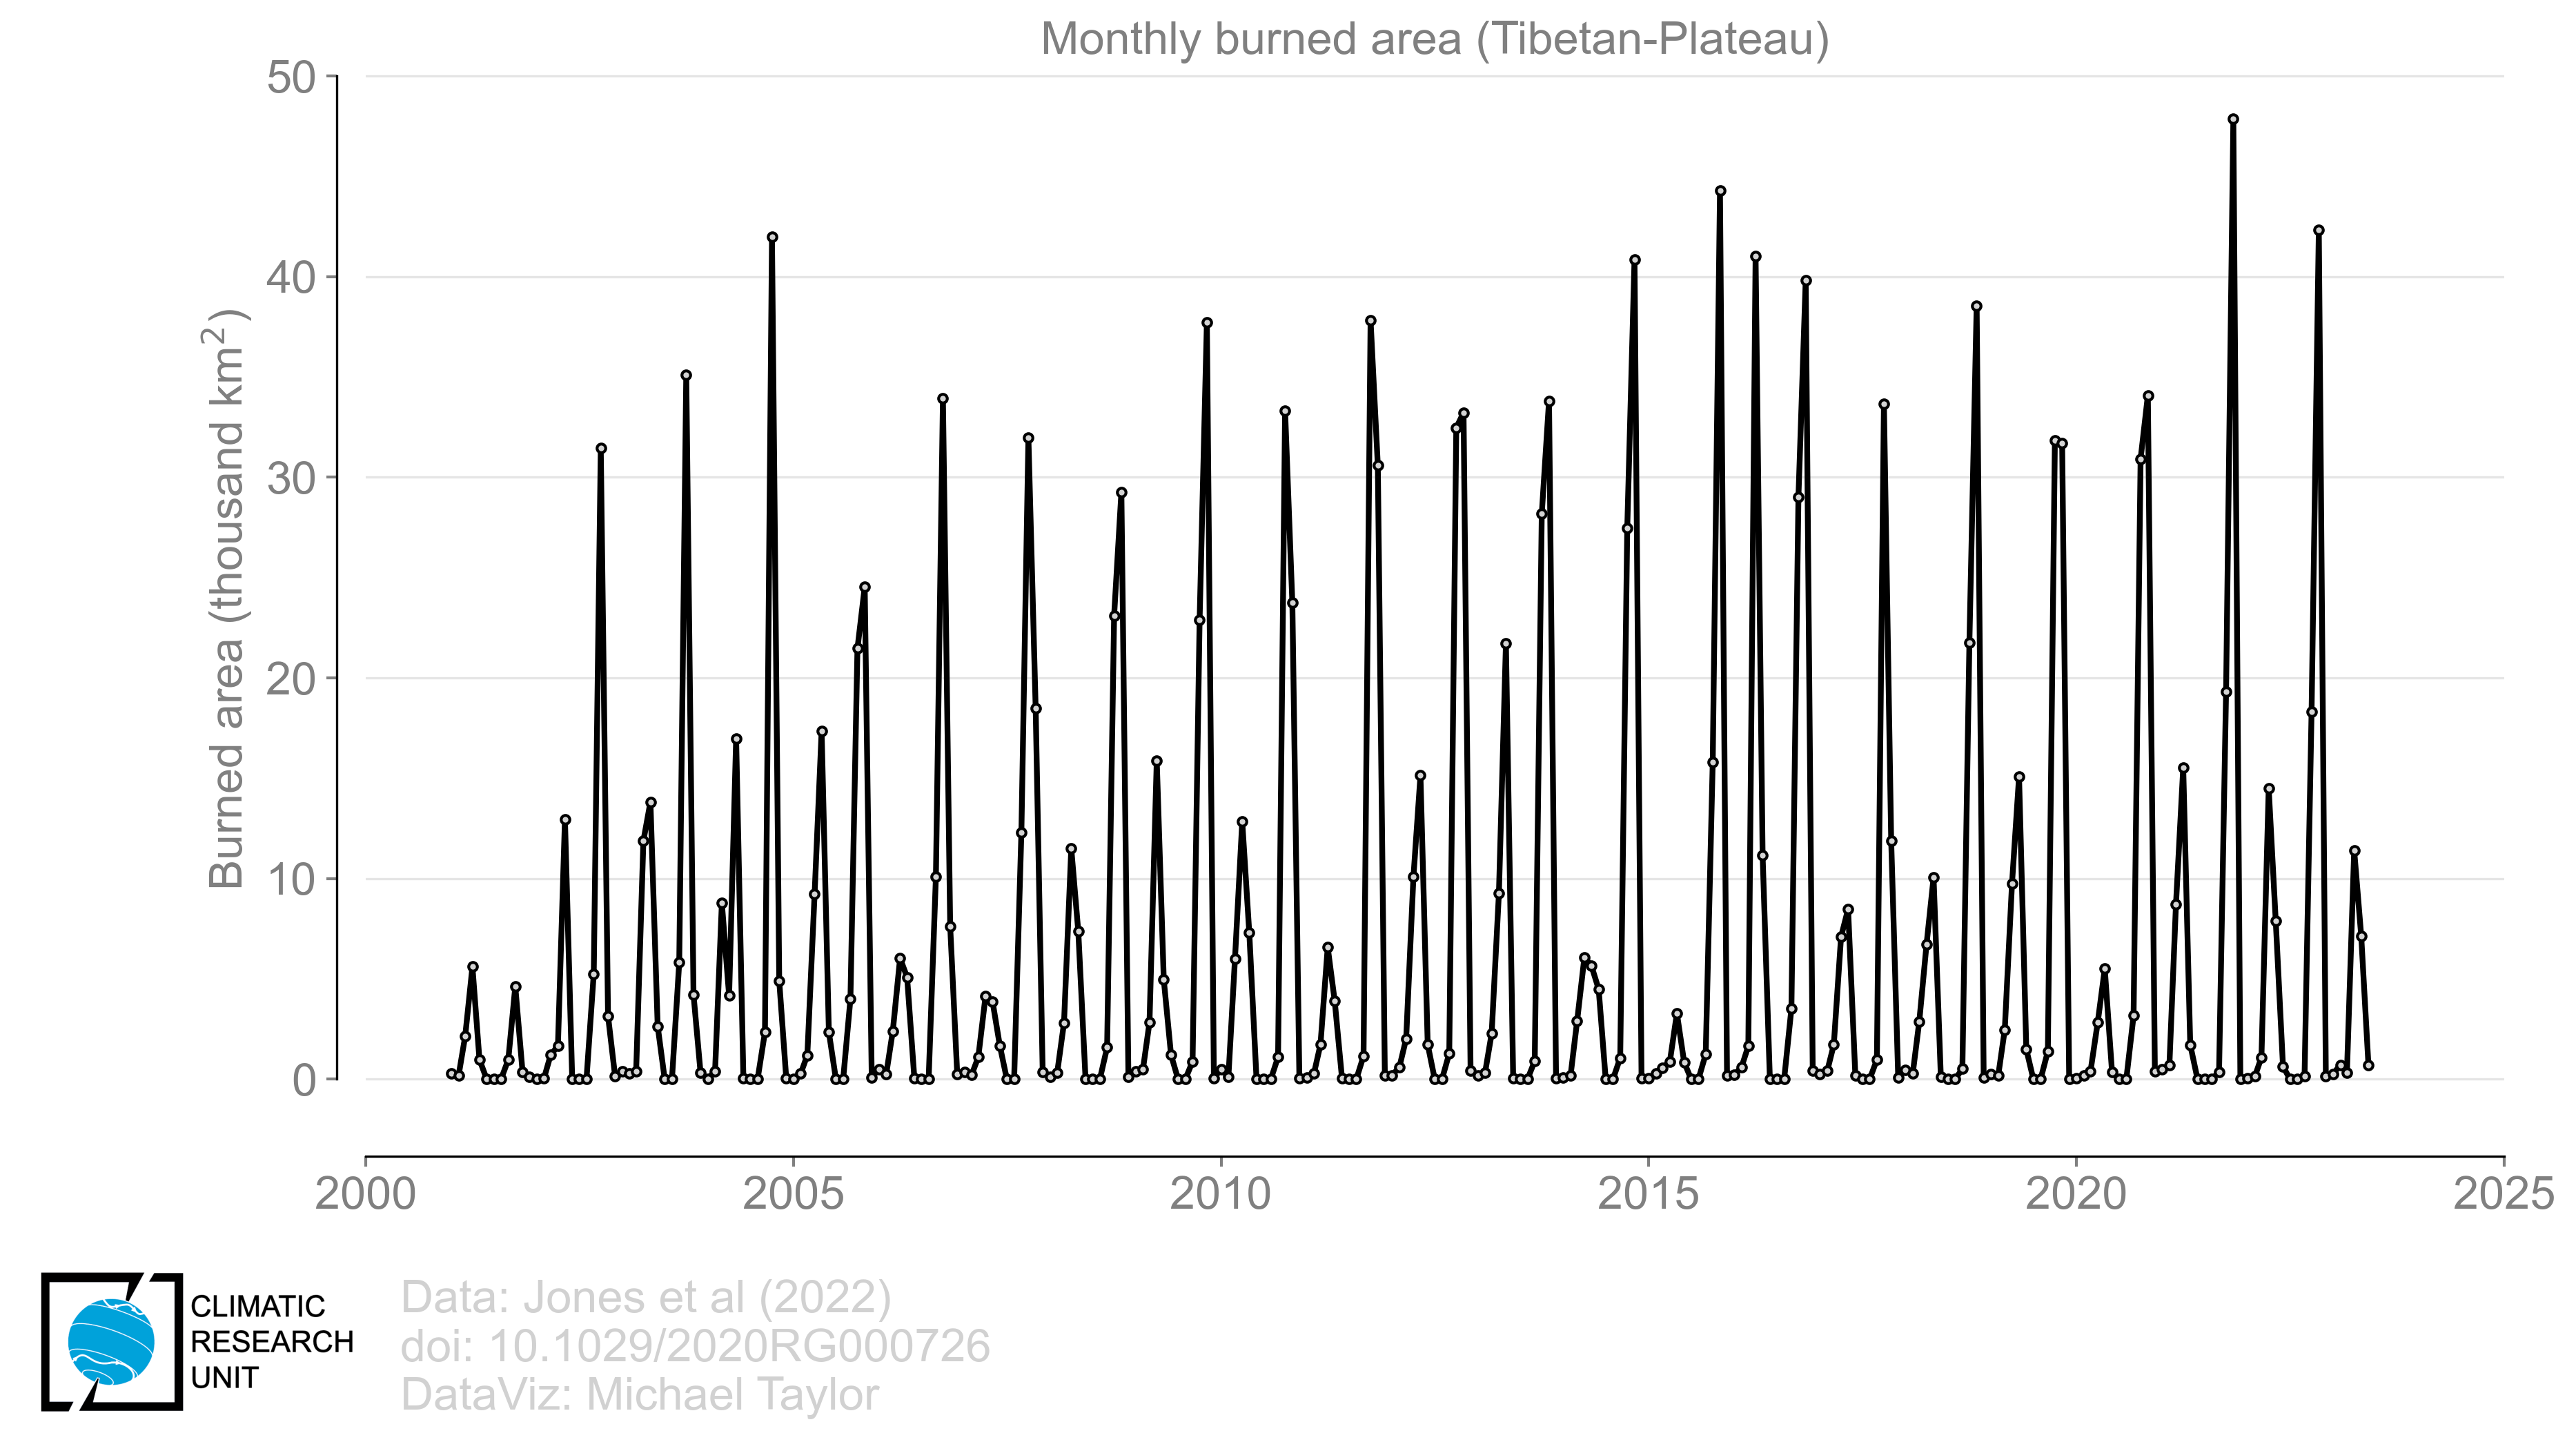 Monthly burned area (Tibetan-Plateau)
Burned area (thousand km²)
50
40
30
20
10
0
2000 2005 2010 2015 2020 2025
CLIMATIC
RESEARCH
UNIT
Data: Jones et al (2022)
doi: 10.1029/2020RG000726
DataViz: Michael Taylor